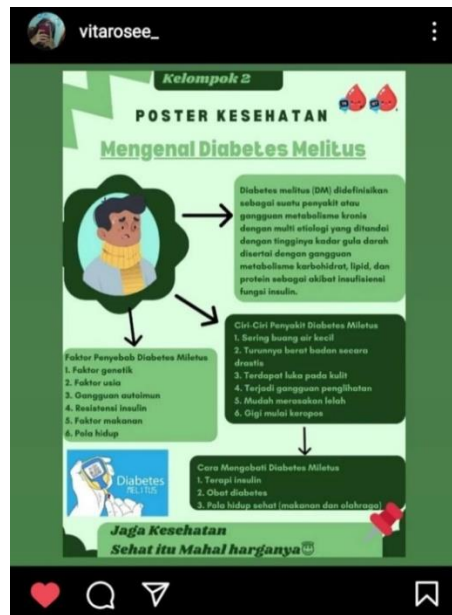 vitarosee_
Kelompok 2
POSTER KESEHATAN
Mengenal Diabetes Melitus
Diabetes melitus (DM) didefinisikan
sebagai suatu penyakit atau
gangguan metabolisme kronis
dengan multi etiologi yang ditandai
dengan tingginya kadar gula darah
disertai dengan gangguan
metabolisme karbohidrat, lipid, dan
protein sebagai akibat insufisiensi
fungsi insulin.
Ciri-Ciri Penyakit Diabetes Miletus
1. Sering buang air kecil
2. Turunnya berat badan secara
drastis
3. Terdapat luka pada kulit
4. Terjadi gangguan penglihatan
5. Mudah merasakan lelah
6. Gigi mulai keropos
Faktor Penyebab Diabetes Miletus
1. Faktor genetik
2. Faktor usia
3. Gangguan autoimun
4. Resistensi insulin
5. Faktor makanan
6. Pola hidup
Diabetes
MELITUS
Cara Mengobati Diabetes Miletus
1. Terapi insulin
2. Obat diabetes
3. Pola hidup sehat (makanan dan olahraga)
Jaga Kesehatan
Sehat itu Mahal harganya